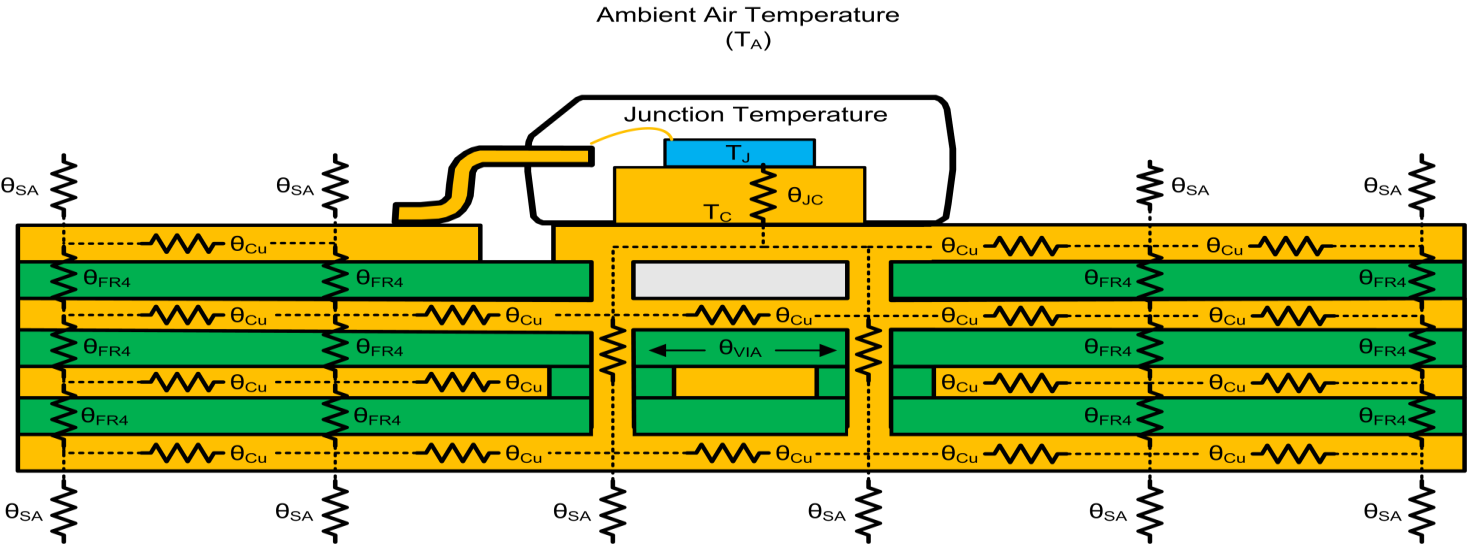 Ambient Air Temperature
(TA)
Junction Temperature
TJ
θSA θSA θJC θSA θSA
TC
θCu θCu θCu
θFR4 θFR4 θFR4 θFR4
θCu θCu θCu θCu θCu
θFR4 θFR4 θVIA θFR4 θFR4
θCu θCu θCu θCu
θFR4 θFR4 θFR4 θFR4
θCu θCu θCu θCu θCu
θSA θSA θSA θSA θSA θSA